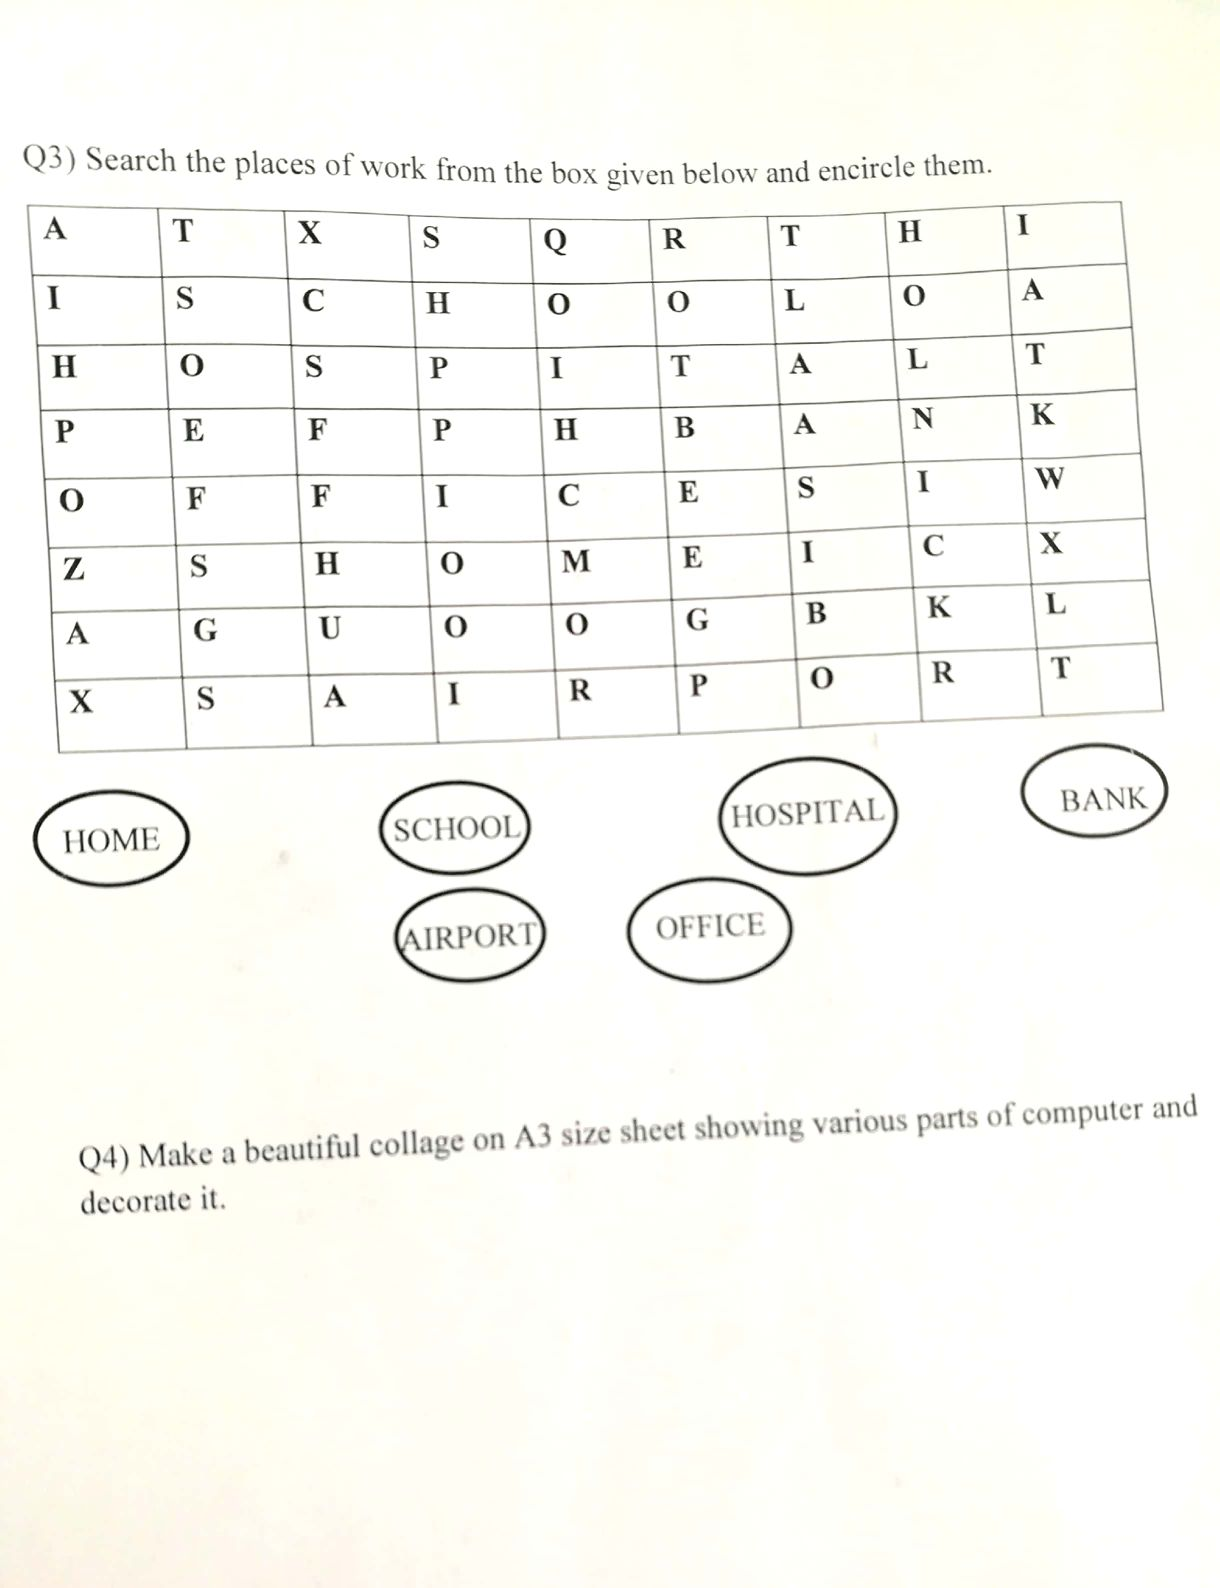 Q3) Search the places of work from the box given below and encircle them.
A T X S Q R T H I
I S C H O O L O A
H O S P I T A L T
P E F P H B A N K
O F F I C E S I W
Z S H O M E I C X
A G U O O G B K L
X S A I R P O R T
HOME SCHOOL HOSPITAL BANK
AIRPORT OFFICE
Q4) Make a beautiful collage on A3 size sheet showing various parts of computer and
decorate it.